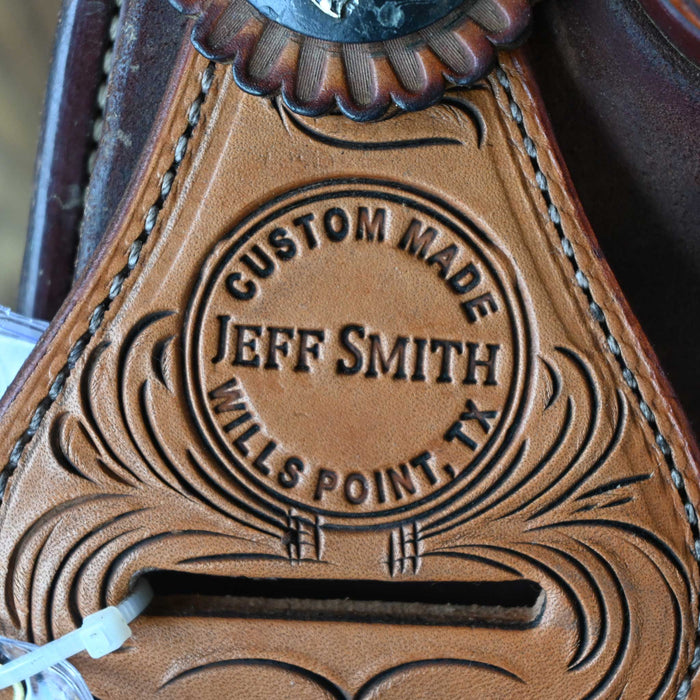 CUSTOM MADE
JEFF SMITH
WILLS POINT, TX